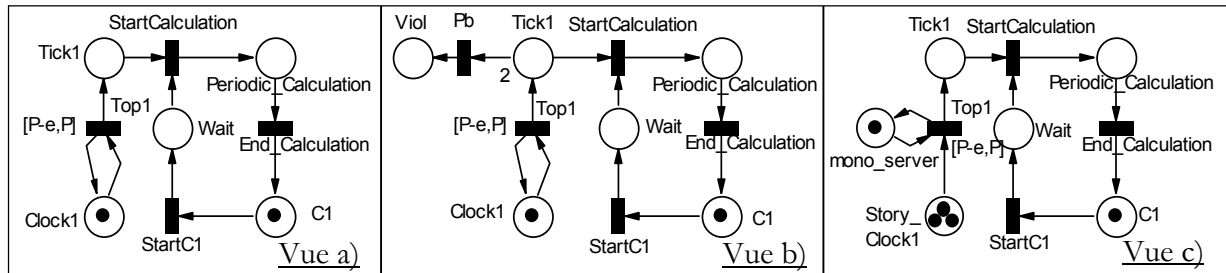 StartCalculation
Tick1
Periodic_Calculation
Top1
[P-e,P]
Wait
End_Calculation
Clock1
C1
StartC1
Vue a)
Viol
Pb
Tick1
StartCalculation
2
Periodic_Calculation
Top1
[P-e,P]
Wait
End_Calculation
Clock1
C1
StartC1
Vue b)
Tick1
StartCalculation
Periodic_Calculation
Top1
Wait
End_Calculation
mono_server
[P-e,P]
Story_
Clock1
C1
StartC1
Vue c)